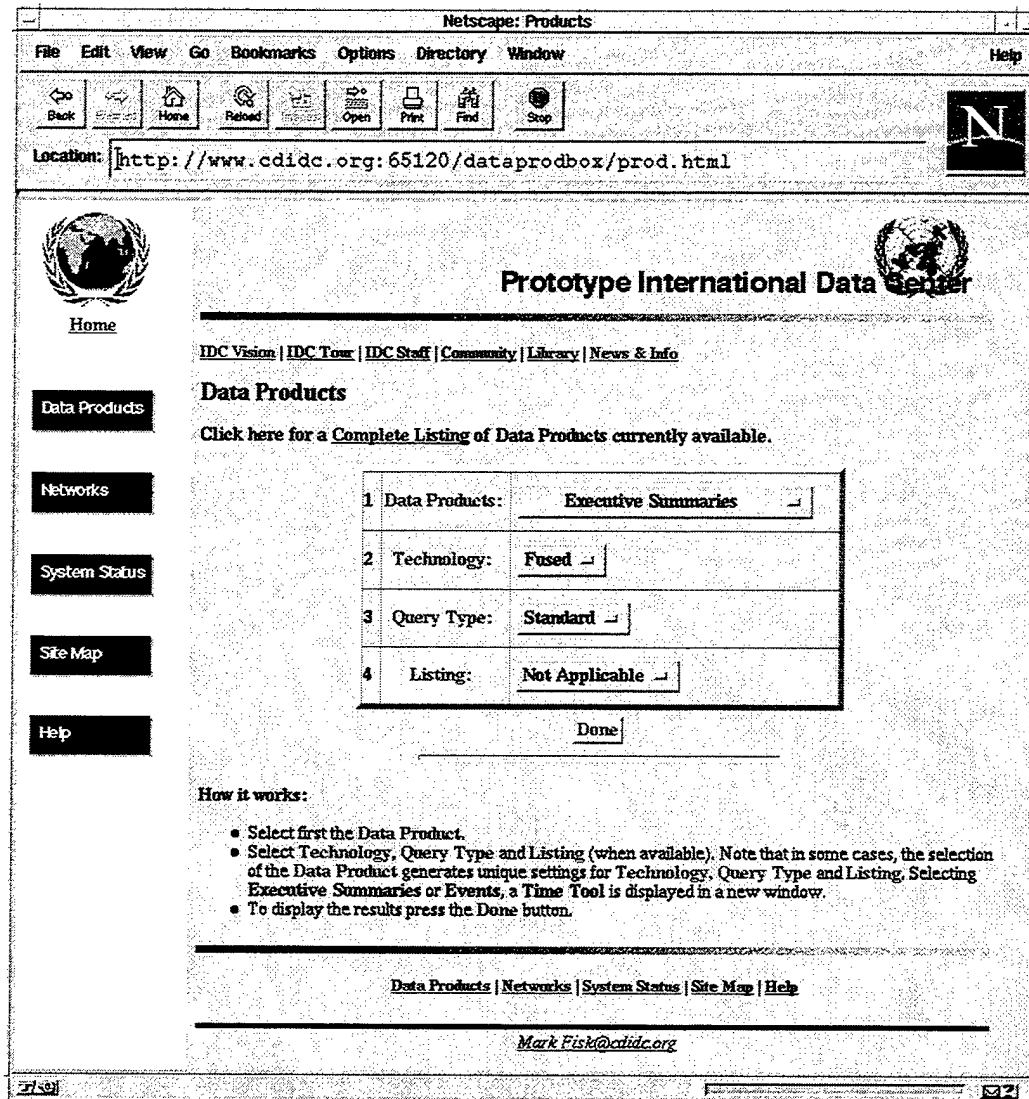 Netscape: Products
File Edit View Go Bookmarks Options Directory Window Help
Back Home Reload Open Print Find Stop
N
Location: http://www.cdidc.org:65120/dataprodbox/prod.html
Prototype International Data Center
Home
IDC Vision | IDC Tour | IDC Staff | Community | Library | News & Info
Data Products
Data Products
Click here for a Complete Listing of Data Products currently available.
Networks
1 Data Products: Executive Summaries
System Status
2 Technology: Fused
3 Query Type: Standard
Site Map
4 Listing: Not Applicable
Help
Done
How it works:
● Select first the Data Product.
● Select Technology, Query Type and Listing (when available). Note that in some cases, the selection
of the Data Product generates unique settings for Technology, Query Type and Listing. Selecting
Executive Summaries or Events, a Time Tool is displayed in a new window.
● To display the results press the Done button.
Data Products | Networks | System Status | Site Map | Help
Mark Fisk@cdidc.org